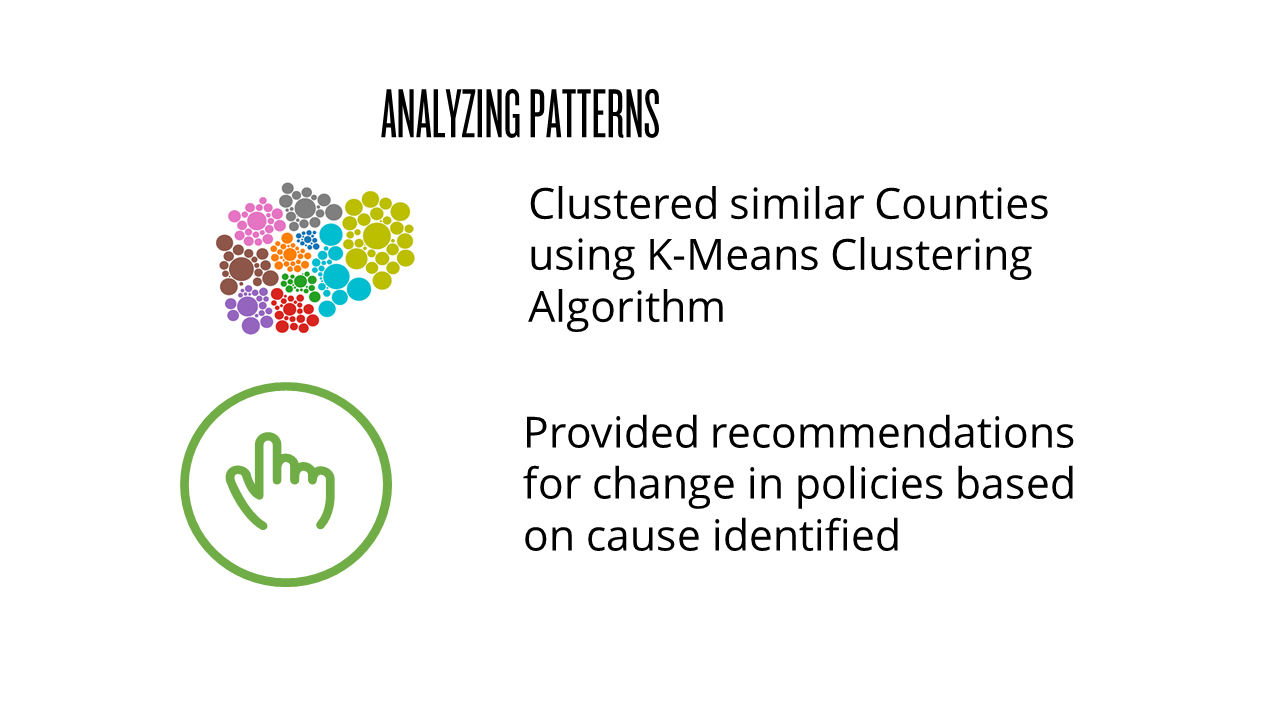 ANALYZING PATTERNS
Clustered similar Counties
using K-Means Clustering
Algorithm
Provided recommendations
for change in policies based
on cause identified